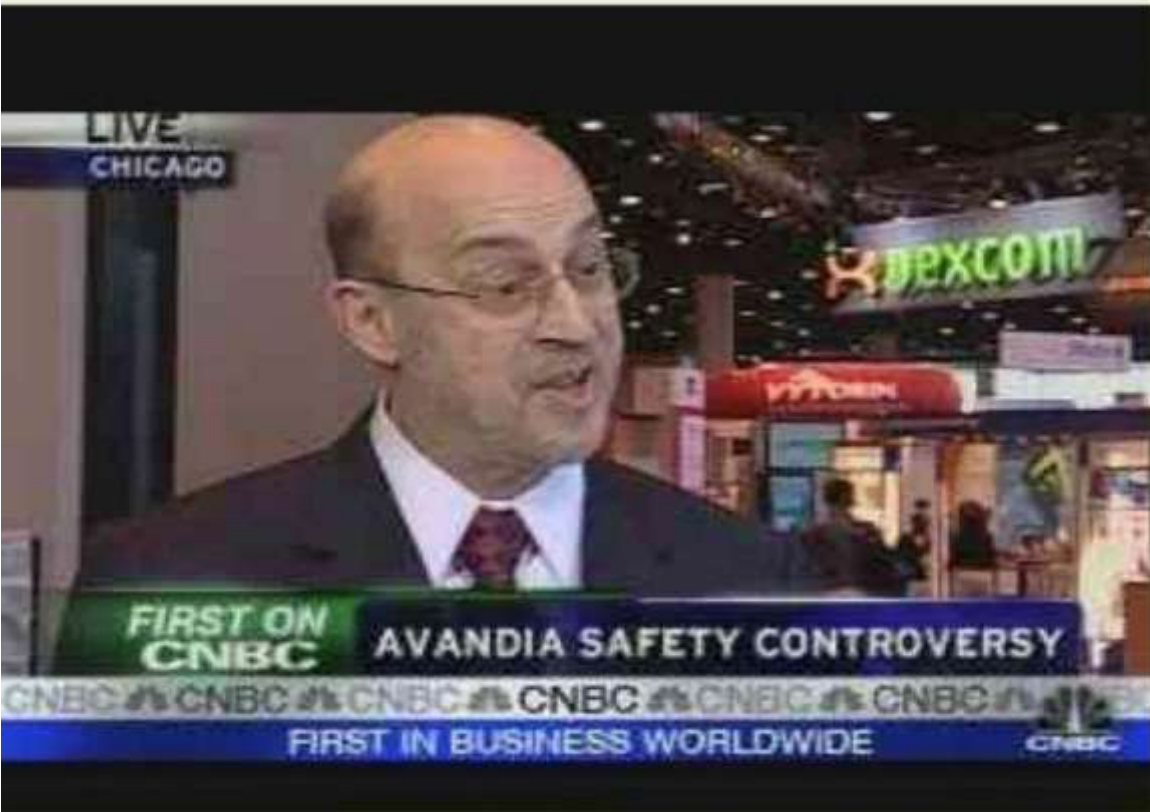 LIVE
CHICAGO
DEXCOM
VYTORIN
FIRST ON
CNBC
AVANDIA SAFETY CONTROVERSY
CNBC CNBC CNBC CNBC CNBC CNBC
FIRST IN BUSINESS WORLDWIDE
CNBC